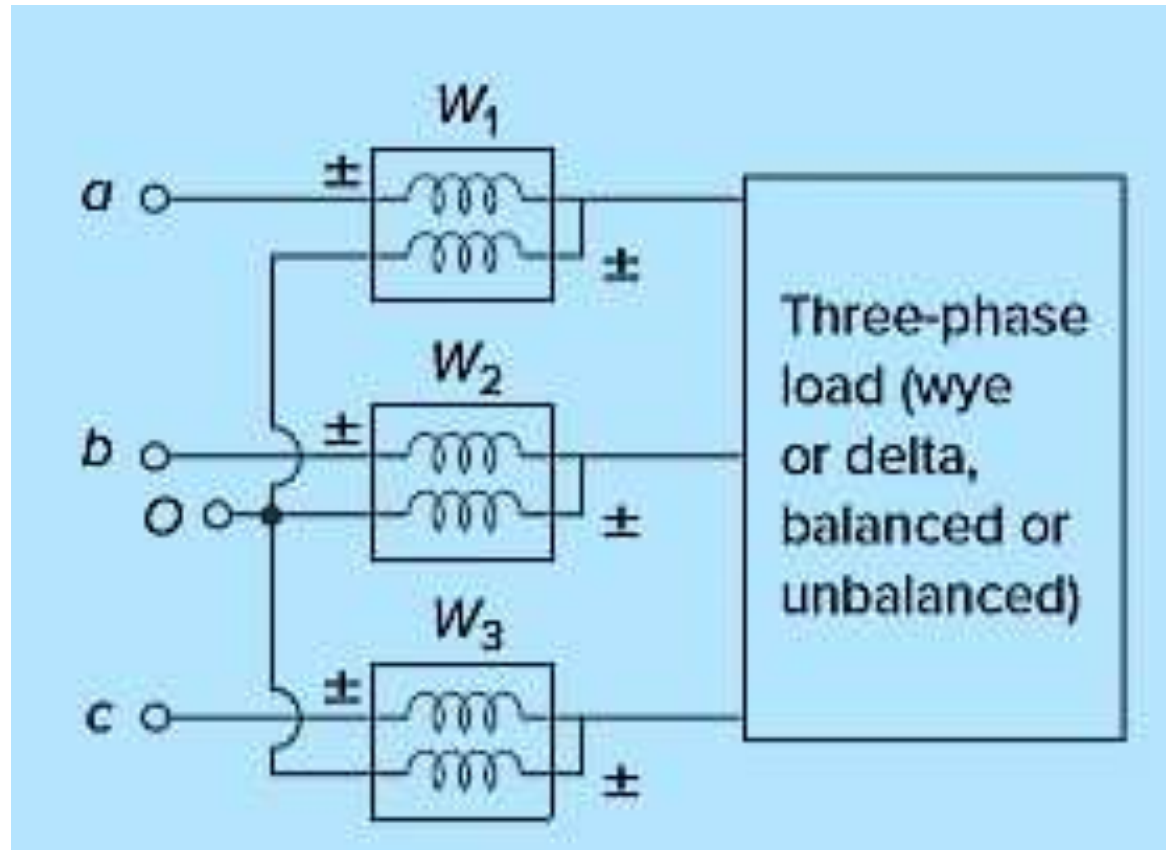 W₁
±
a
±
W₂
±
b
O
±
W₃
±
c
±
Three-phase
load (wye
or delta,
balanced or
unbalanced)